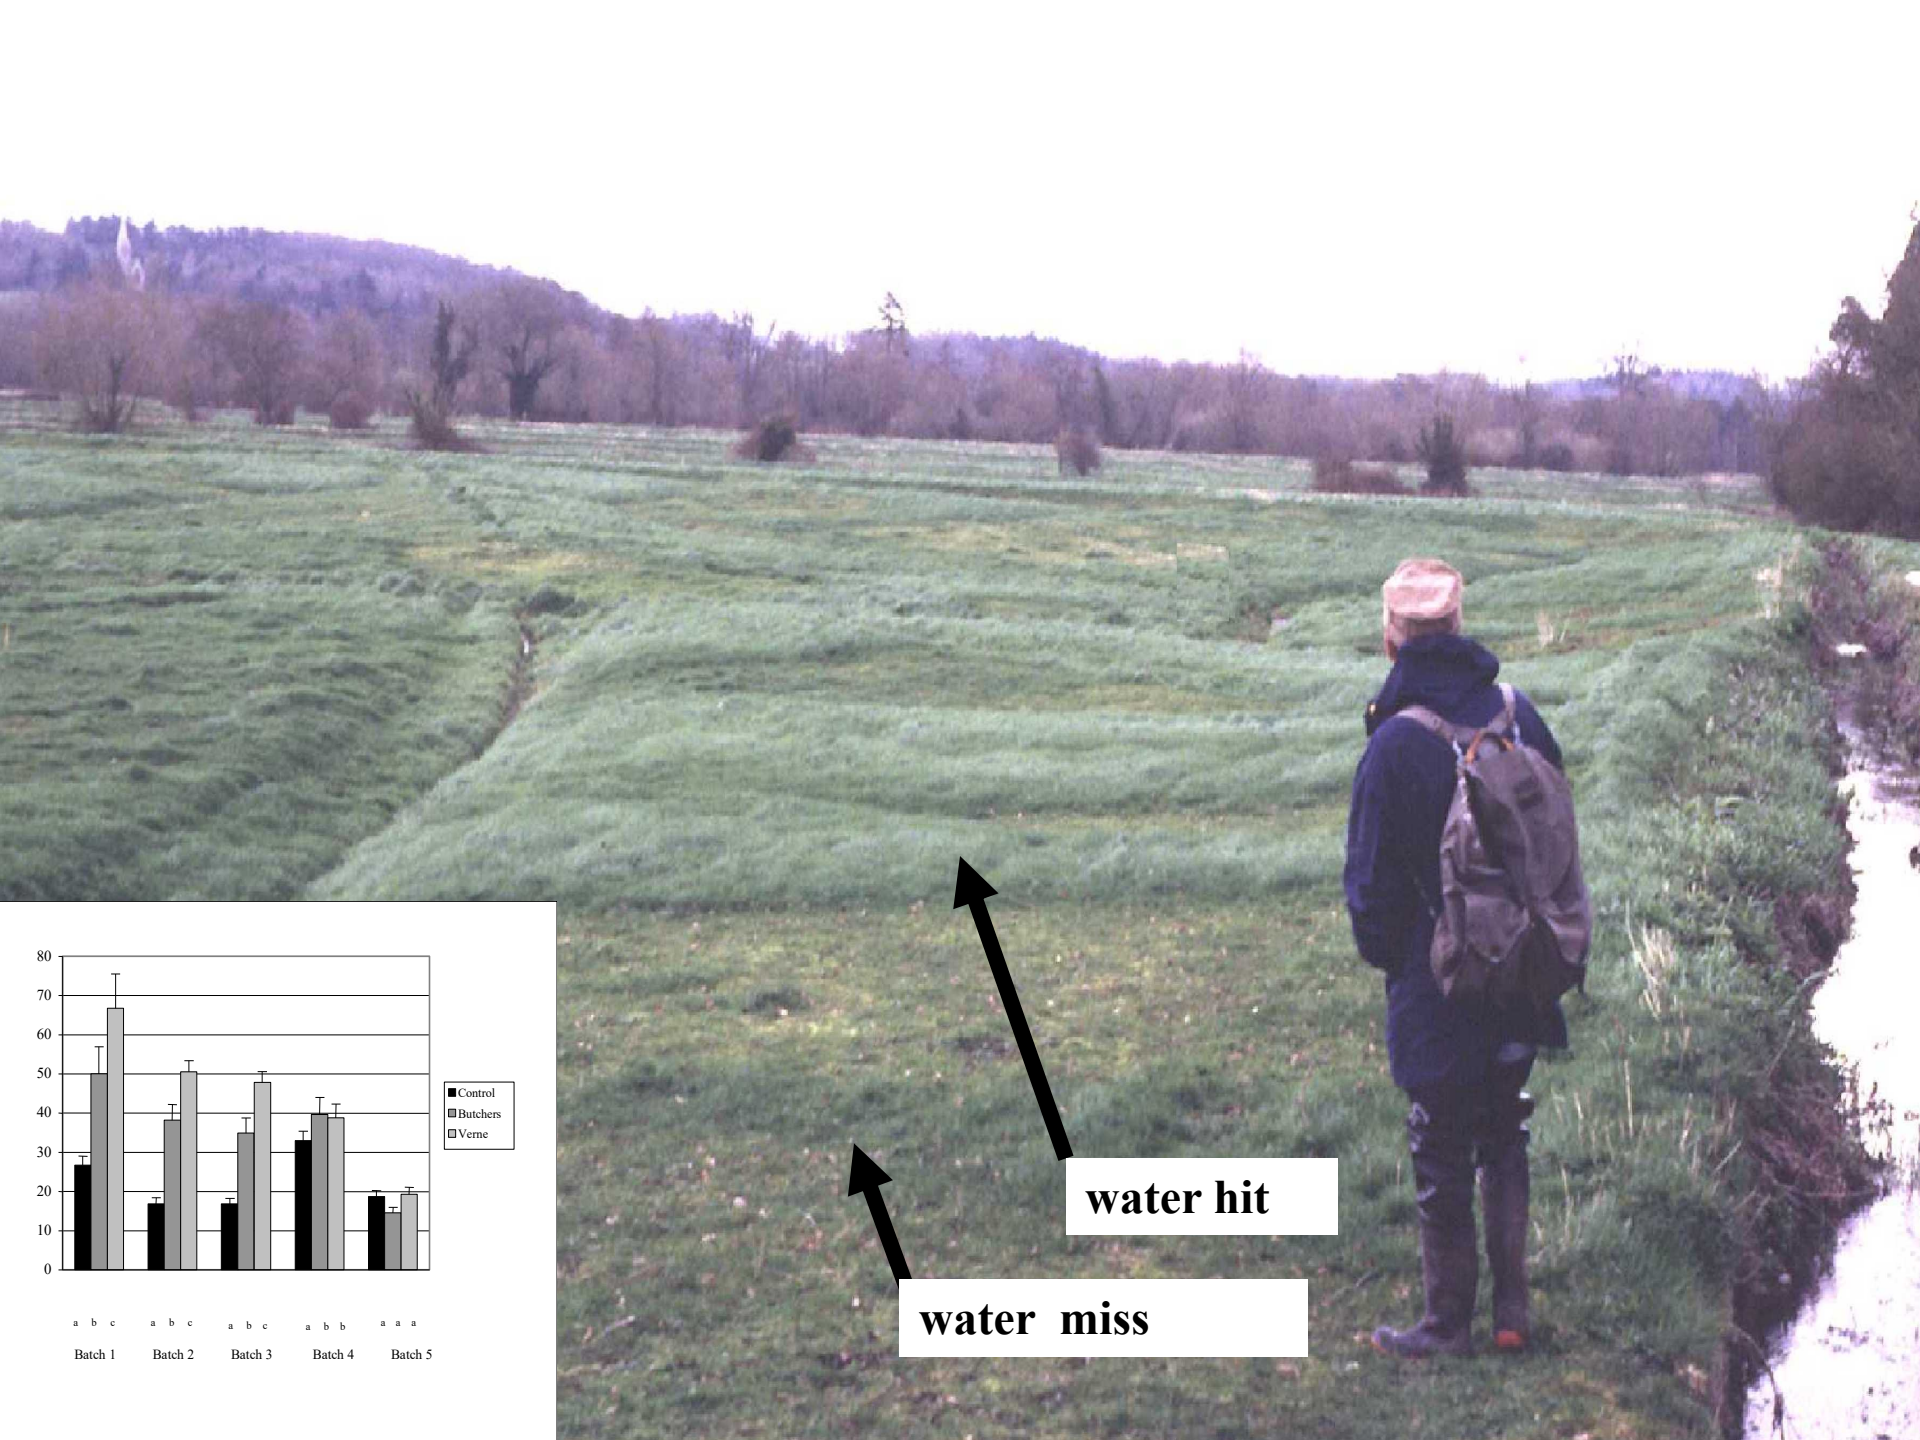 80
70
60
50
40
30
20
10
0
Control
Butchers
Verne
a b c a b c a b c a b b a a a
Batch 1 Batch 2 Batch 3 Batch 4 Batch 5
water hit
water miss